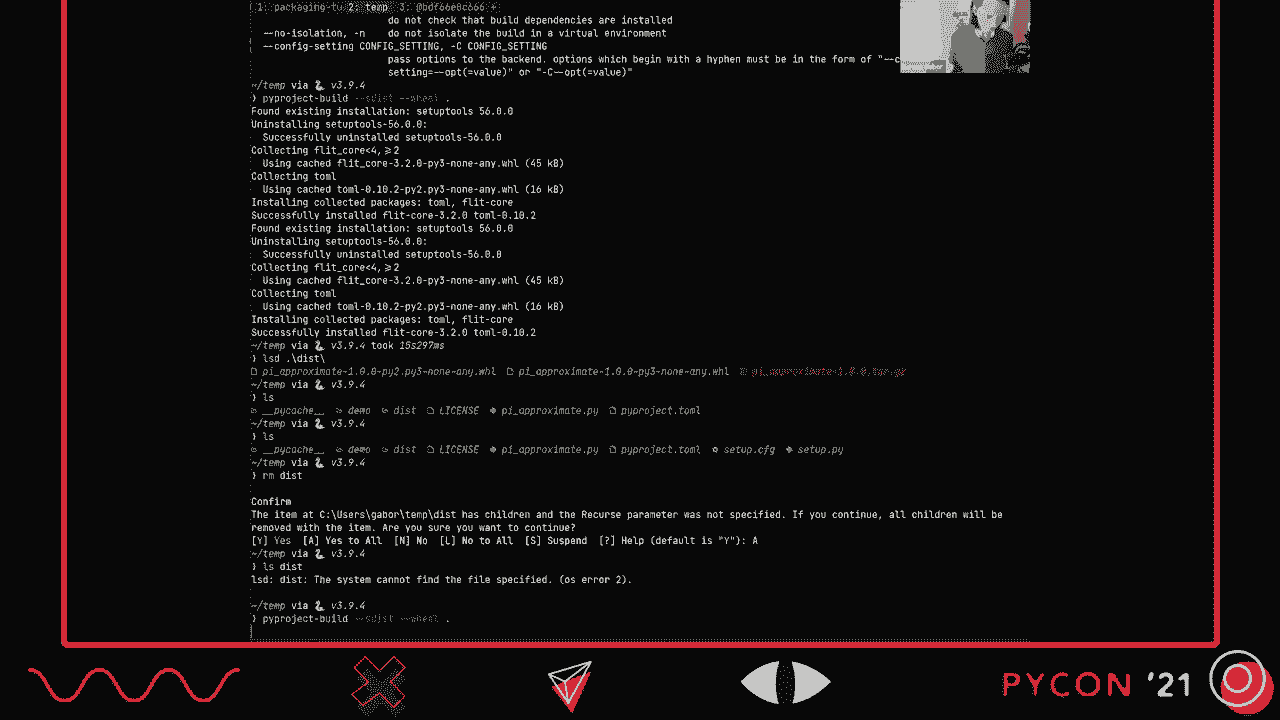 1: packaging-tu 2: temp 3: @bdf66e0c666 +
do not check that build dependencies are installed
--no-isolation, -n    do not isolate the build in a virtual environment
--config-setting CONFIG_SETTING, -C CONFIG_SETTING
pass options to the backend. options which begin with a hyphen must be in the form of "--c
setting=--opt(=value)" or "-C--opt(=value)"
~/temp via v3.9.4
❯ pyproject-build --sdist --wheel .
Found existing installation: setuptools 56.0.0
Uninstalling setuptools-56.0.0:
Successfully uninstalled setuptools-56.0.0
Collecting flit_core<4,>=2
Using cached flit_core-3.2.0-py3-none-any.whl (45 kB)
Collecting toml
Using cached toml-0.10.2-py2.py3-none-any.whl (16 kB)
Installing collected packages: toml, flit-core
Successfully installed flit-core-3.2.0 toml-0.10.2
Found existing installation: setuptools 56.0.0
Uninstalling setuptools-56.0.0:
Successfully uninstalled setuptools-56.0.0
Collecting flit_core<4,>=2
Using cached flit_core-3.2.0-py3-none-any.whl (45 kB)
Collecting toml
Using cached toml-0.10.2-py2.py3-none-any.whl (16 kB)
Installing collected packages: toml, flit-core
Successfully installed flit-core-3.2.0 toml-0.10.2
~/temp via v3.9.4 took 15s297ms
❯ lsd .\dist\
pi_approximate-1.0.0-py2.py3-none-any.whl pi_approximate-1.0.0-py3-none-any.whl pi_approximate-1.0.0.tar.gz
~/temp via v3.9.4
❯ ls
__pycache__ demo dist LICENSE pi_approximate.py pyproject.toml
~/temp via v3.9.4
❯ ls
__pycache__ demo dist LICENSE pi_approximate.py pyproject.toml setup.cfg setup.py
~/temp via v3.9.4
❯ rm dist
Confirm
The item at C:\Users\gabor\temp\dist has children and the Recurse parameter was not specified. If you continue, all children will be
removed with the item. Are you sure you want to continue?
[Y] Yes  [A] Yes to All  [N] No  [L] No to All  [S] Suspend  [?] Help (default is "Y"): A
~/temp via v3.9.4
❯ ls dist
lsd: dist: The system cannot find the file specified. (os error 2).
~/temp via v3.9.4
❯ pyproject-build --sdist --wheel .
PYCON '21